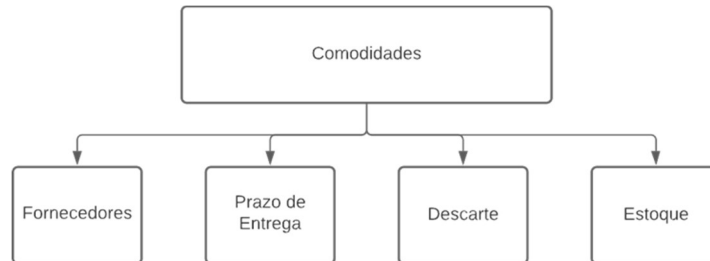 Comodidades
Fornecedores
Prazo de
Entrega
Descarte
Estoque